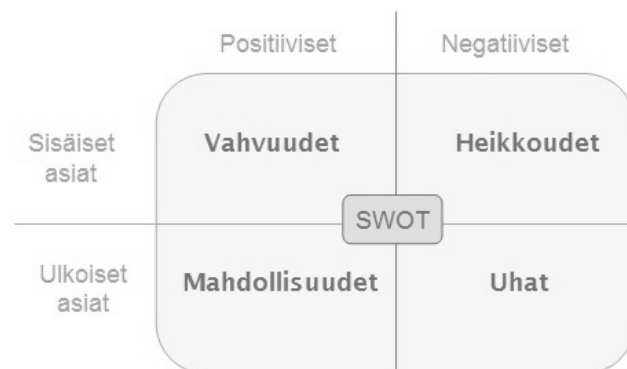 Positiiviset Negatiiviset
Sisäiset
asiat
Vahvuudet Heikkoudet
SWOT
Ulkoiset
asiat
Mahdollisuudet Uhat